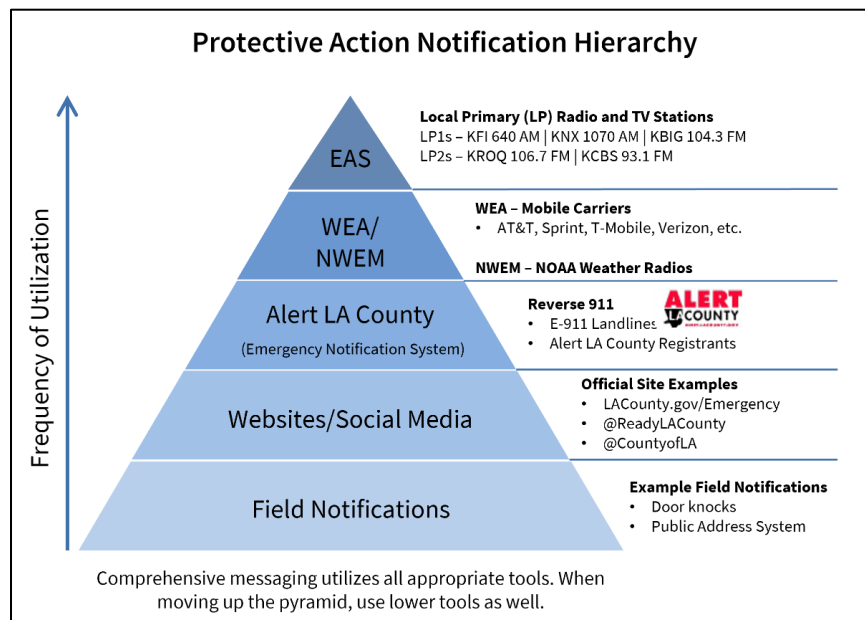 Protective Action Notification Hierarchy
Frequency of Utilization
EAS
Local Primary (LP) Radio and TV Stations
LP1s – KFI 640 AM | KNX 1070 AM | KBIG 104.3 FM
LP2s – KROQ 106.7 FM | KCBS 93.1 FM
WEA/
NWEM
WEA – Mobile Carriers
• AT&T, Sprint, T-Mobile, Verizon, etc.
NWEM – NOAA Weather Radios
Alert LA County
(Emergency Notification System)
Reverse 911
• E-911 Landlines
• Alert LA County Registrants
ALERT
LA COUNTY
Websites/Social Media
Official Site Examples
• LACounty.gov/Emergency
• @ReadyLACounty
• @CountyofLA
Field Notifications
Example Field Notifications
• Door knocks
• Public Address System
Comprehensive messaging utilizes all appropriate tools. When
moving up the pyramid, use lower tools as well.